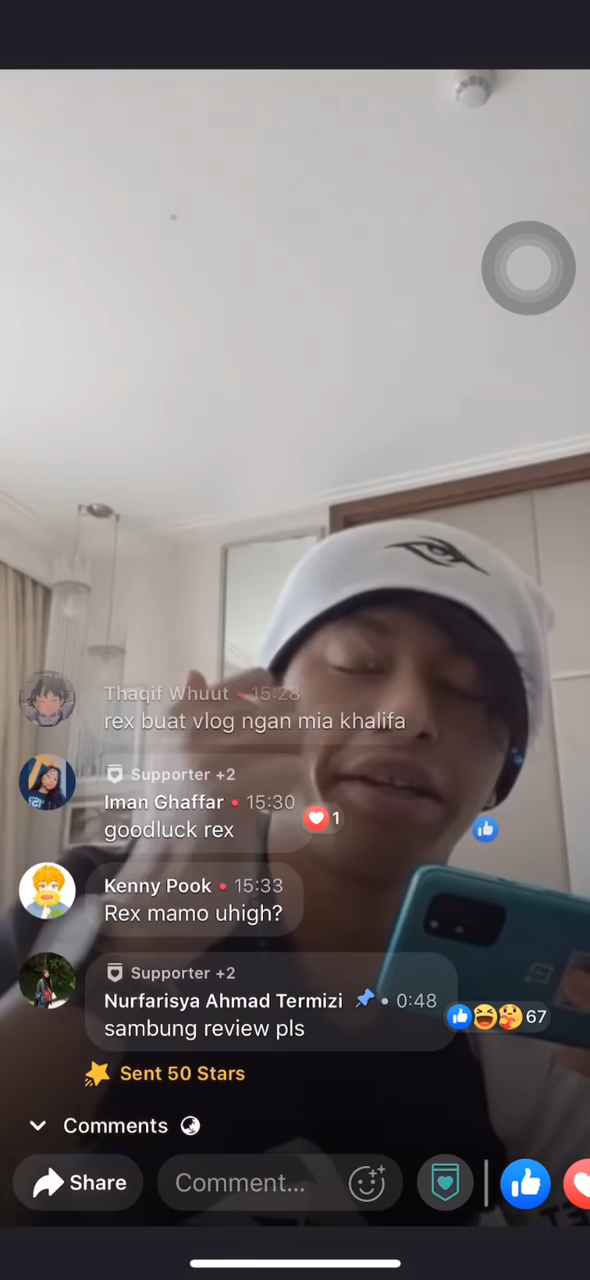 Thaqif Whuut • 15:28
rex buat vlog ngan mia khalifa
Supporter +2
Iman Ghaffar • 15:30
goodluck rex
1
Kenny Pook • 15:33
Rex mamo uhigh?
Supporter +2
Nurfarisya Ahmad Termizi • 0:48
sambung review pls
67
Sent 50 Stars
Comments
Share
Comment...